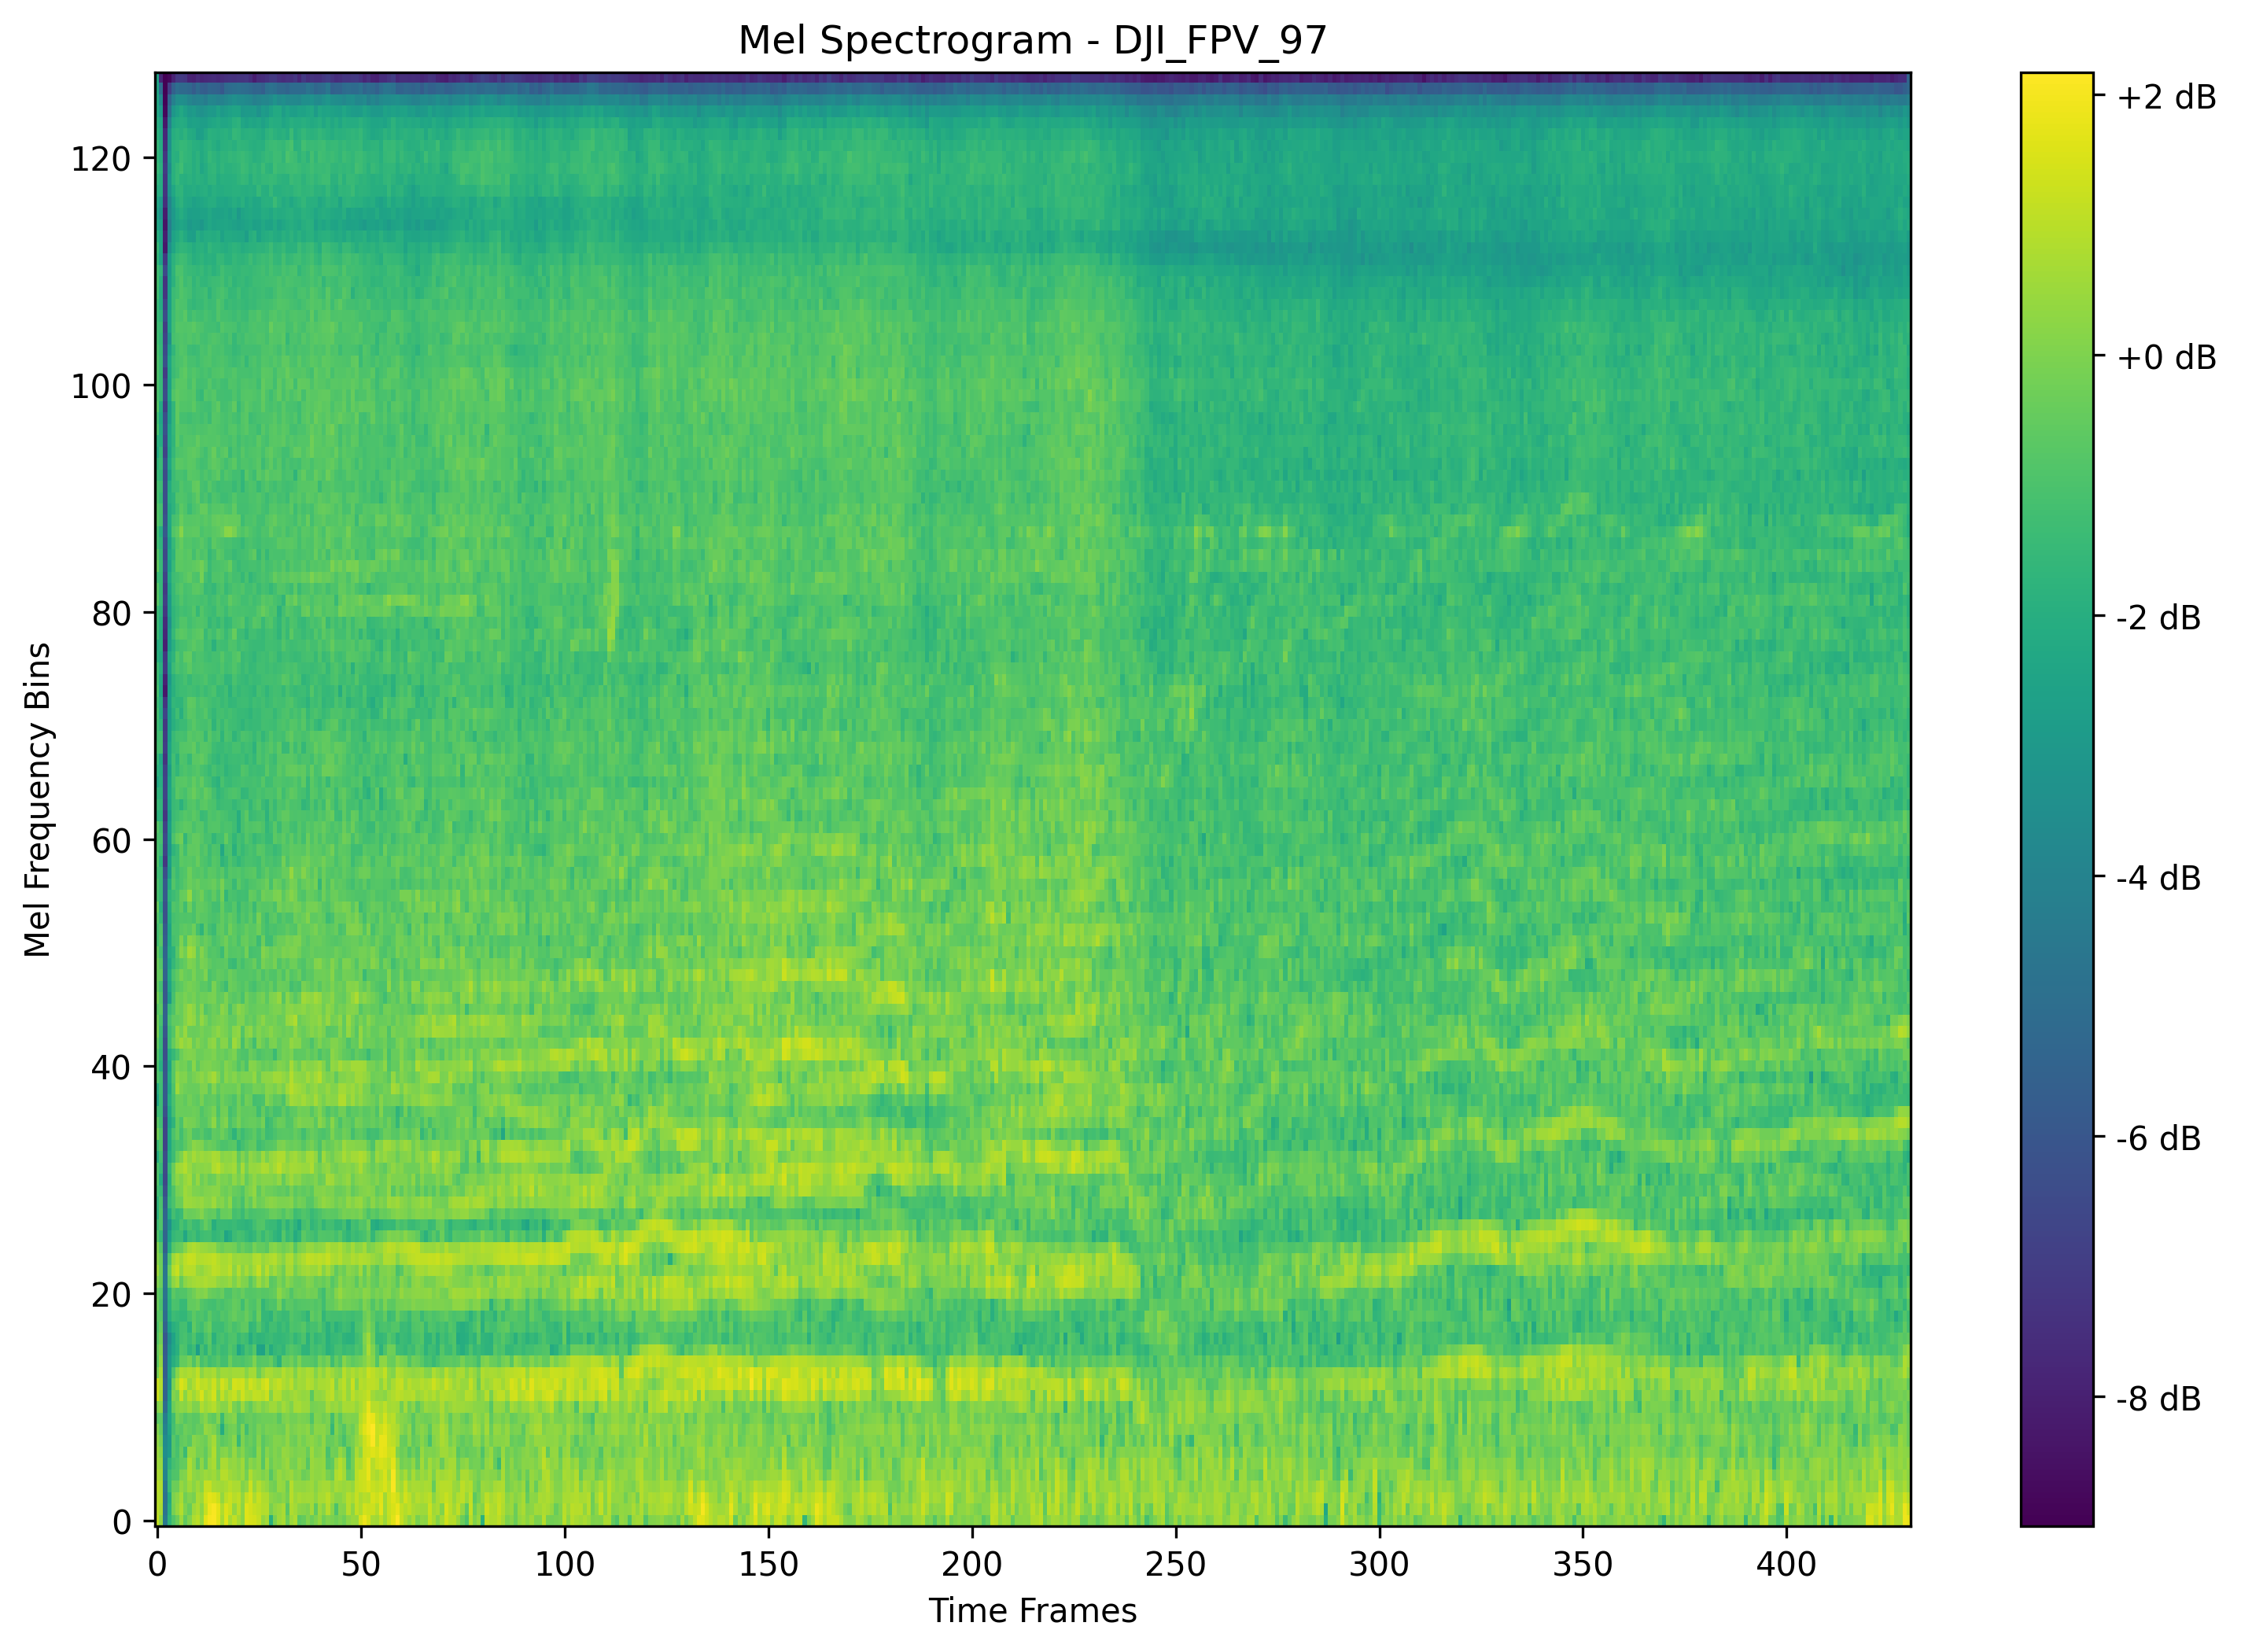 Mel Spectrogram - DJI_FPV_97
Mel Frequency Bins
120
100
80
60
40
20
0
0 50 100 150 200 250 300 350 400
Time Frames
+2 dB
+0 dB
-2 dB
-4 dB
-6 dB
-8 dB